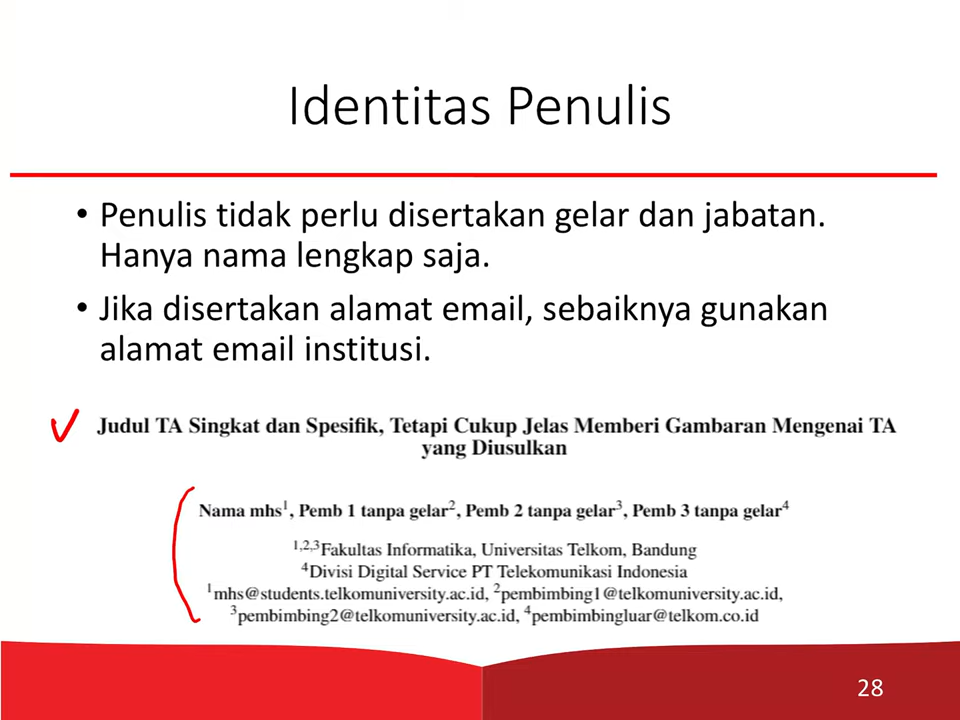 Identitas Penulis
• Penulis tidak perlu disertakan gelar dan jabatan.
Hanya nama lengkap saja.
• Jika disertakan alamat email, sebaiknya gunakan
alamat email institusi.
Judul TA Singkat dan Spesifik, Tetapi Cukup Jelas Memberi Gambaran Mengenai TA
yang Diusulkan
Nama mhs¹, Pemb 1 tanpa gelar², Pemb 2 tanpa gelar³, Pemb 3 tanpa gelar⁴
¹,²,³Fakultas Informatika, Universitas Telkom, Bandung
⁴Divisi Digital Service PT Telekomunikasi Indonesia
¹mhs@students.telkomuniversity.ac.id, ²pembimbing1@telkomuniversity.ac.id,
³pembimbing2@telkomuniversity.ac.id, ⁴pembimbingluar@telkom.co.id
28